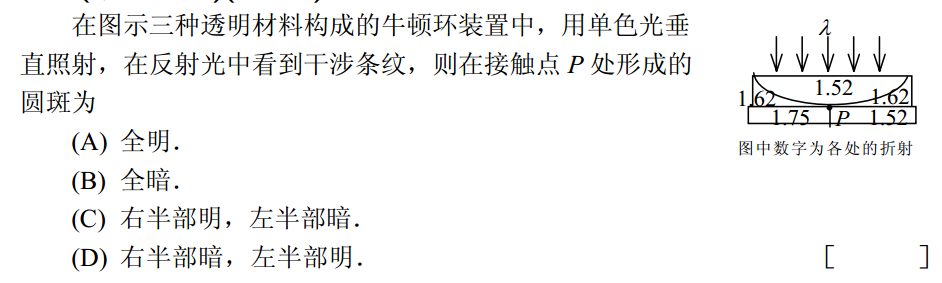 在图示三种透明材料构成的牛顿环装置中，用单色光垂
直照射，在反射光中看到干涉条纹，则在接触点 P 处形成的
圆斑为
(A) 全明．
(B) 全暗．
(C) 右半部明，左半部暗．
(D) 右半部暗，左半部明．
[ ]
λ
1.52
1.62 1.62
1.75 P 1.52
图中数字为各处的折射